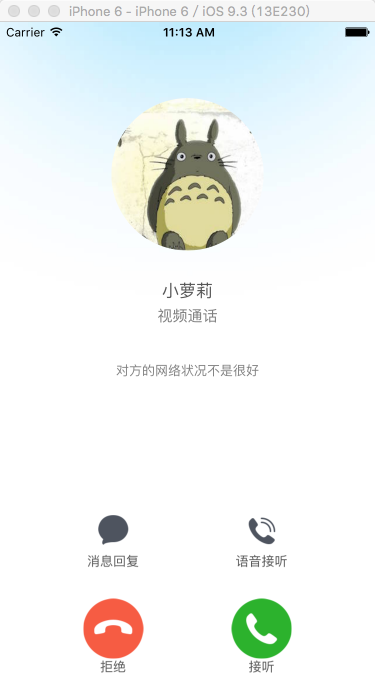 iPhone 6 - iPhone 6 / iOS 9.3 (13E230)
Carrier 11:13 AM
小萝莉
视频通话
对方的网络状况不是很好
消息回复 语音接听
拒绝 接听